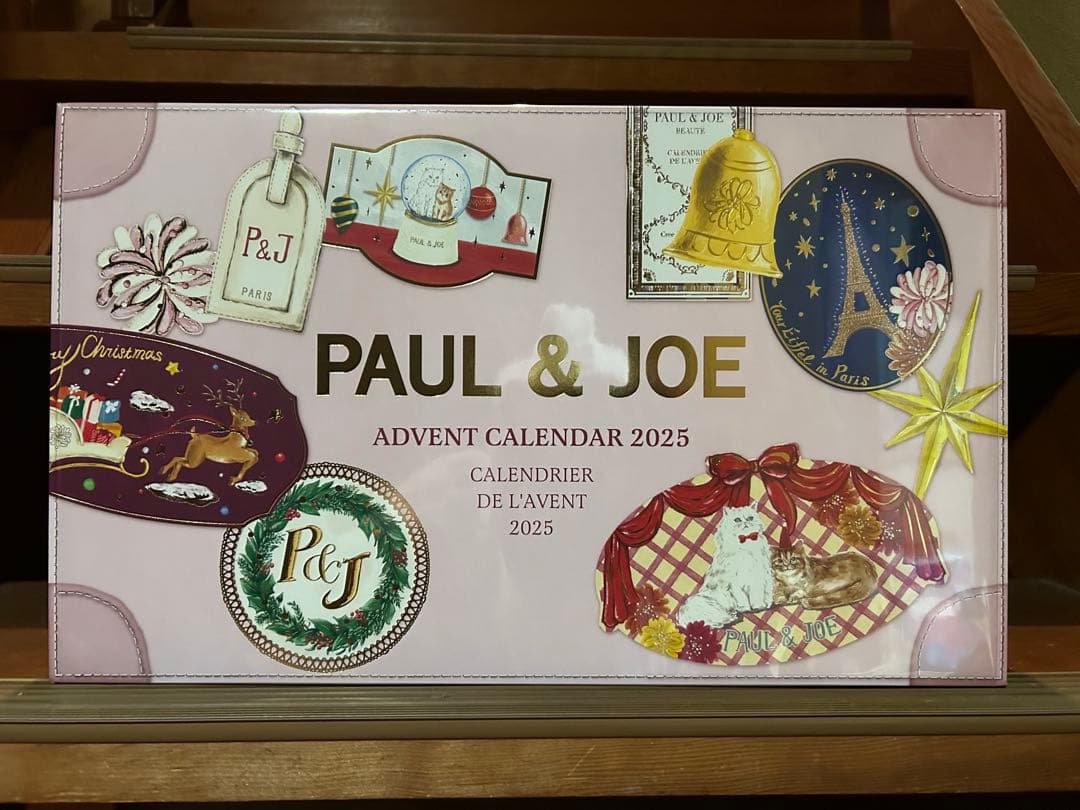 PAUL & JOE
BEAUTÉ
P&J
PARIS
PAUL & JOE
PAUL & JOE
ADVENT CALENDAR 2025
CALENDRIER
DE L'AVENT
2025
Christmas
Tour Eiffel in Paris
P&J
PAUL & JOE